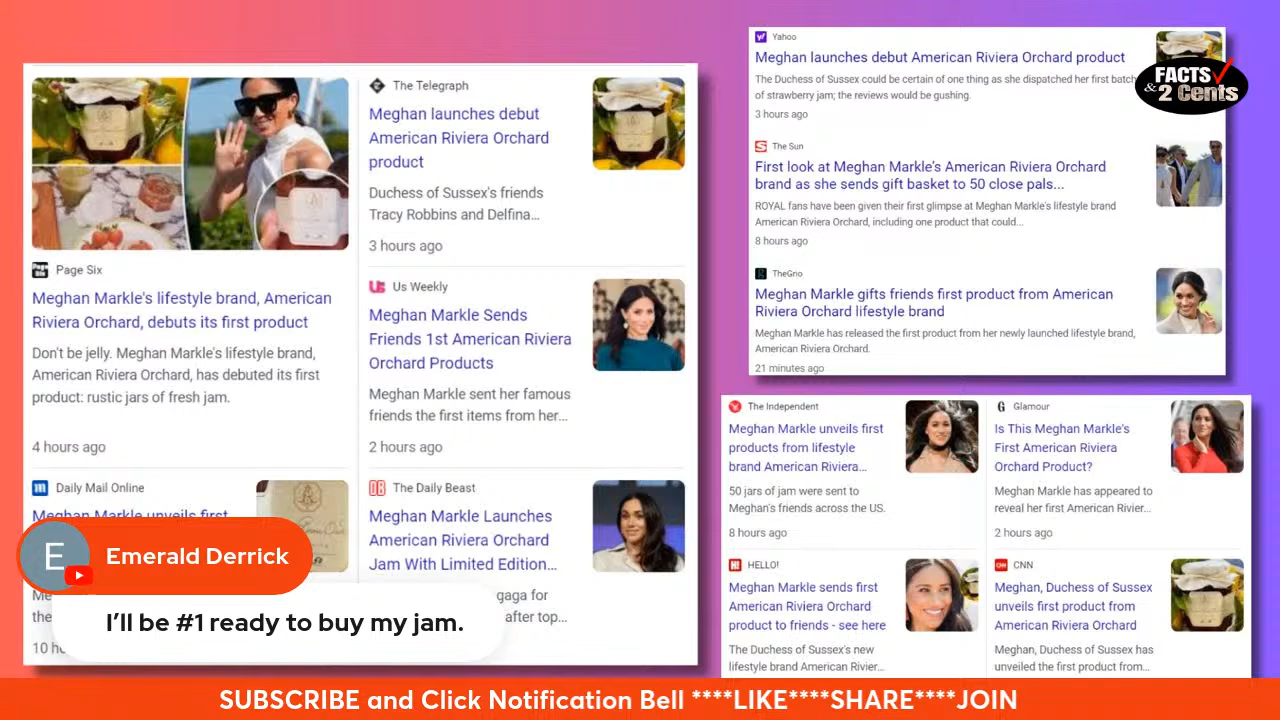 The Telegraph
Meghan launches debut
American Riviera Orchard
product
Duchess of Sussex's friends
Tracy Robbins and Delfina...
3 hours ago
Page Six
Meghan Markle's lifestyle brand, American
Riviera Orchard, debuts its first product
Don't be jelly. Meghan Markle's lifestyle brand,
American Riviera Orchard, has debuted its first
product: rustic jars of fresh jam.
4 hours ago
Us Weekly
Meghan Markle Sends
Friends 1st American Riviera
Orchard Products
Meghan Markle sent her famous
friends the first items from her...
2 hours ago
Daily Mail Online
Meghan Markle unveils first
The Daily Beast
Meghan Markle Launches
American Riviera Orchard
Jam With Limited Edition...
gaga for
after top...
Me
the
10 h
E
Emerald Derrick
I'll be #1 ready to buy my jam.
Yahoo
Meghan launches debut American Riviera Orchard product
The Duchess of Sussex could be certain of one thing as she dispatched her first batch
of strawberry jam; the reviews would be gushing.
3 hours ago
FACTS
& 2 Cents
The Sun
First look at Meghan Markle's American Riviera Orchard
brand as she sends gift basket to 50 close pals...
ROYAL fans have been given their first glimpse at Meghan Markle's lifestyle brand
American Riviera Orchard, including one product that could...
8 hours ago
TheGno
Meghan Markle gifts friends first product from American
Riviera Orchard lifestyle brand
Meghan Markle has released the first product from her newly launched lifestyle brand,
American Riviera Orchard.
21 minutes ago
The Independent
Meghan Markle unveils first
products from lifestyle
brand American Riviera...
50 jars of jam were sent to
Meghan's friends across the US.
8 hours ago
Glamour
Is This Meghan Markle's
First American Riviera
Orchard Product?
Meghan Markle has appeared to
reveal her first American Rivier...
2 hours ago
HELLO!
Meghan Markle sends first
American Riviera Orchard
product to friends - see here
The Duchess of Sussex's new
lifestyle brand American Rivier...
CNN
Meghan, Duchess of Sussex
unveils first product from
American Riviera Orchard
Meghan, Duchess of Sussex has
unveiled the first product from...
SUBSCRIBE and Click Notification Bell ****LIKE****SHARE****JOIN